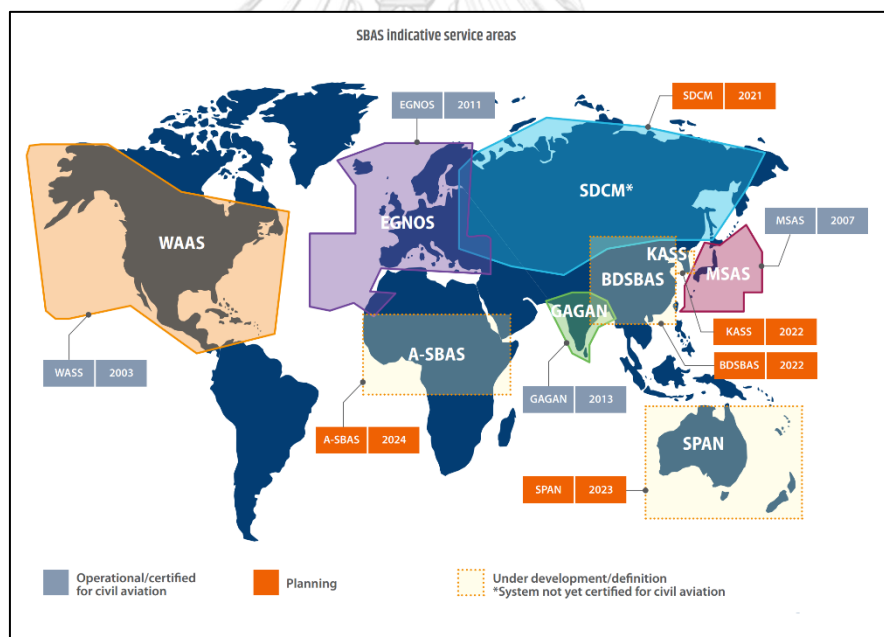 SBAS indicative service areas
EGNOS 2011
SDCM 2021
WAAS
EGNOS
SDCM*
MSAS 2007
KASS
BDSBAS
MSAS
GAGAN
KASS 2022
BDSBAS 2022
A-SBAS
WASS 2003
GAGAN 2013
A-SBAS 2024
SPAN
SPAN 2023
Operational/certified
for civil aviation
Planning
Under development/definition
*System not yet certified for civil aviation